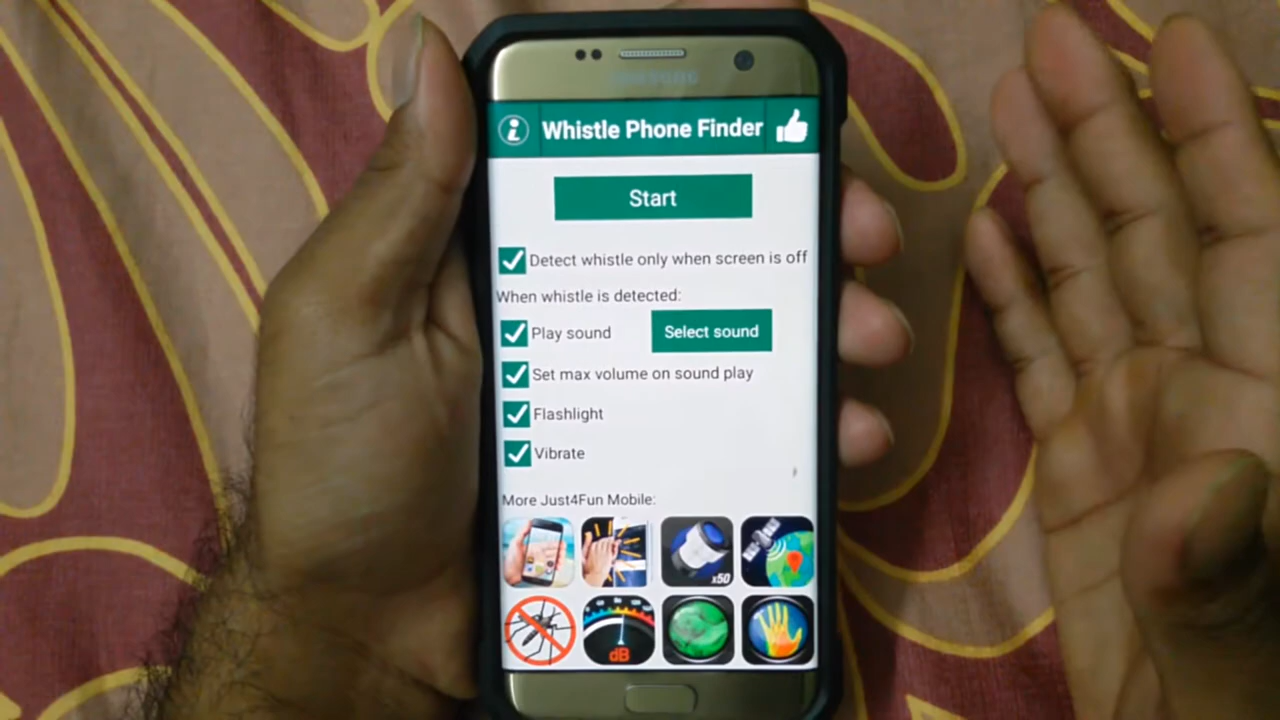 SAMSUNG
Whistle Phone Finder
Start
Detect whistle only when screen is off
When whistle is detected:
Play sound
Select sound
Set max volume on sound play
Flashlight
Vibrate
More Just4Fun Mobile:
x50
dB